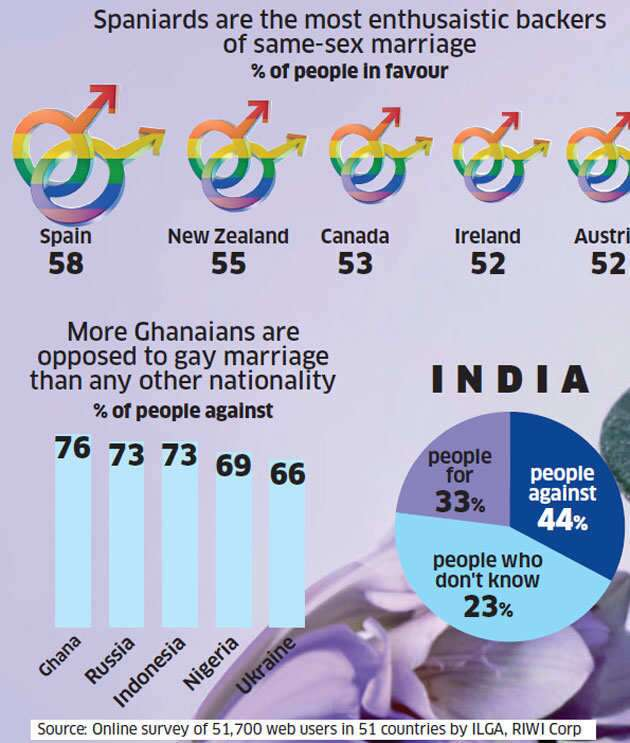 Spaniards are the most enthusaistic backers
of same-sex marriage
% of people in favour
Spain
58
New Zealand
55
Canada
53
Ireland
52
Austri
52
More Ghanaians are
opposed to gay marriage
than any other nationality
% of people against
76
73
73
69
66
Ghana
Russia
Indonesia
Nigeria
Ukraine
INDIA
people
for
33%
people
against
44%
people who
don't know
23%
Source: Online survey of 51,700 web users in 51 countries by ILGA, RIWI Corp